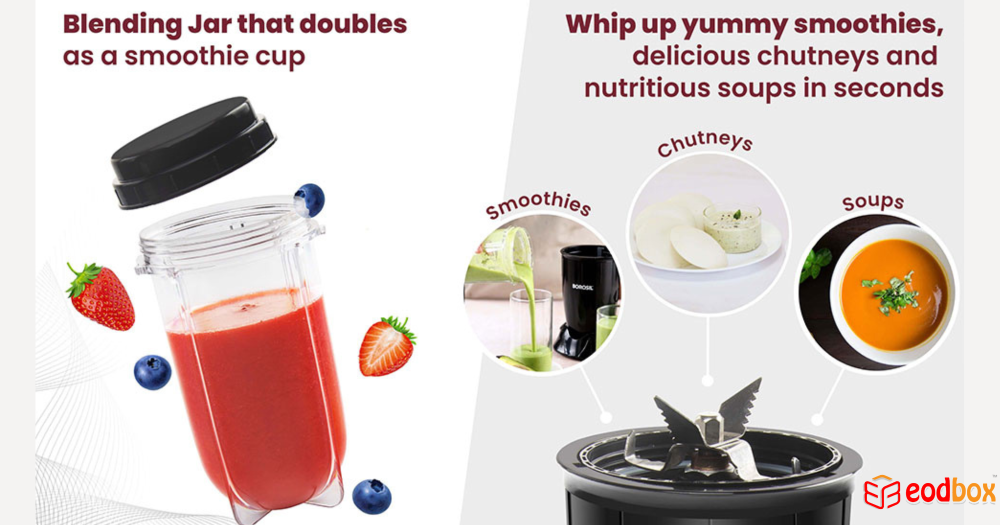 Blending Jar that doubles
as a smoothie cup
Whip up yummy smoothies,
delicious chutneys and
nutritious soups in seconds
Smoothies
Chutneys
Soups
BOROSIL
eodbox